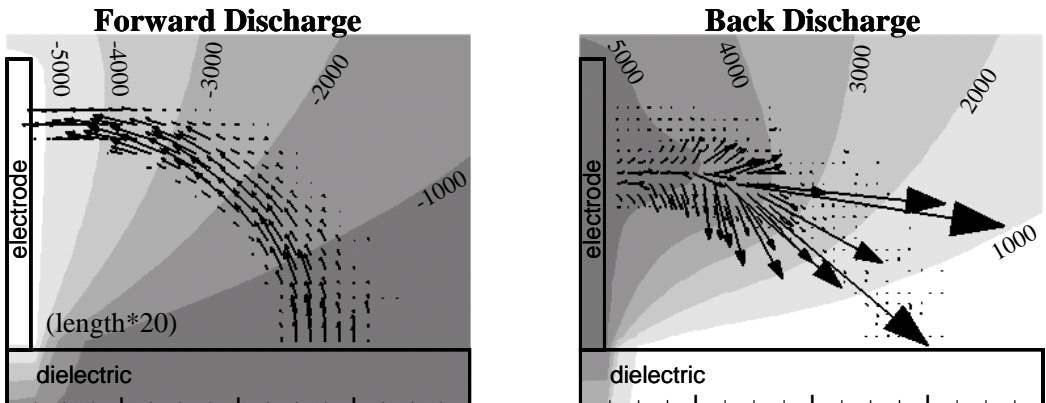 Forward Discharge
-5000
-4000
-3000
-2000
-1000
electrode
(length*20)
dielectric
Back Discharge
5000
4000
3000
2000
1000
electrode
dielectric